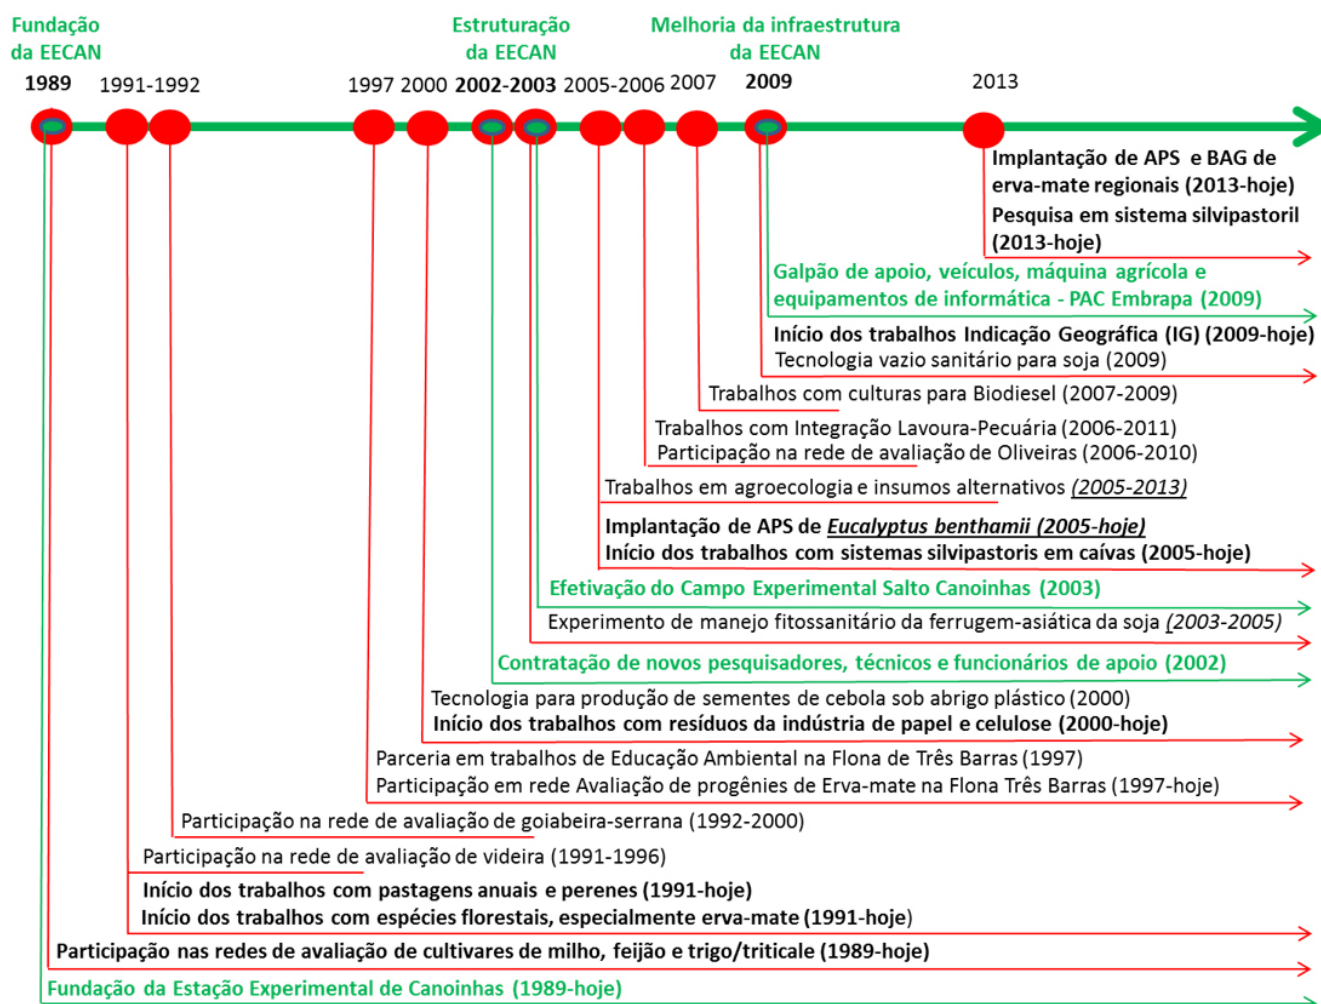 Fundação
da EECAN
Estruturação
da EECAN
Melhoria da infraestrutura
da EECAN
1989
1991-1992
1997
2000
2002-2003
2005-2006
2007
2009
2013
Implantação de APS e BAG de
erva-mate regionais (2013-hoje)
Pesquisa em sistema silvipastoril
(2013-hoje)
Galpão de apoio, veículos, máquina agrícola e
equipamentos de informática - PAC Embrapa (2009)
Início dos trabalhos Indicação Geográfica (IG) (2009-hoje)
Tecnologia vazio sanitário para soja (2009)
Trabalhos com culturas para Biodiesel (2007-2009)
Trabalhos com Integração Lavoura-Pecuária (2006-2011)
Participação na rede de avaliação de Oliveiras (2006-2010)
Trabalhos em agroecologia e insumos alternativos (2005-2013)
Implantação de APS de Eucalyptus benthamii (2005-hoje)
Início dos trabalhos com sistemas silvipastoris em caívas (2005-hoje)
Efetivação do Campo Experimental Salto Canoinhas (2003)
Experimento de manejo fitossanitário da ferrugem-asiática da soja (2003-2005)
Contratação de novos pesquisadores, técnicos e funcionários de apoio (2002)
Tecnologia para produção de sementes de cebola sob abrigo plástico (2000)
Início dos trabalhos com resíduos da indústria de papel e celulose (2000-hoje)
Parceria em trabalhos de Educação Ambiental na Flona de Três Barras (1997)
Participação em rede Avaliação de progênies de Erva-mate na Flona Três Barras (1997-hoje)
Participação na rede de avaliação de goiabeira-serrana (1992-2000)
Participação na rede de avaliação de videira (1991-1996)
Início dos trabalhos com pastagens anuais e perenes (1991-hoje)
Início dos trabalhos com espécies florestais, especialmente erva-mate (1991-hoje)
Participação nas redes de avaliação de cultivares de milho, feijão e trigo/triticale (1989-hoje)
Fundação da Estação Experimental de Canoinhas (1989-hoje)